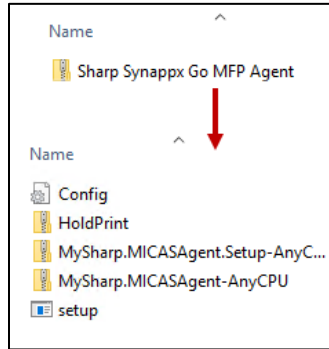 Name
Sharp Synappx Go MFP Agent
Name
Config
HoldPrint
MySharp.MICASAgent.Setup-AnyC...
MySharp.MICASAgent-AnyCPU
setup